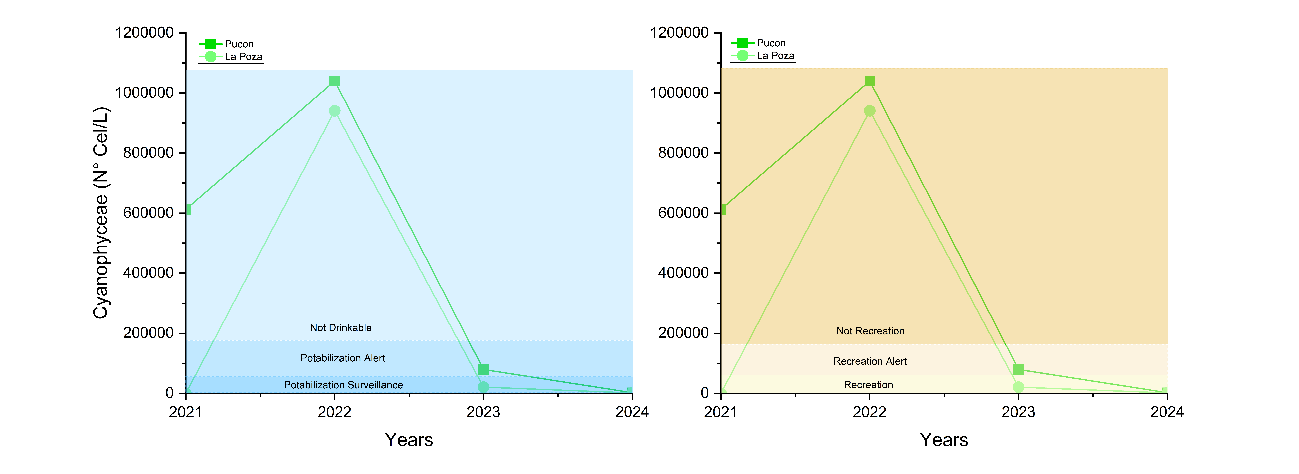 1200000
1000000
800000
600000
400000
200000
0
Cyanophyceae (N° Cel/L)
Pucon
La Poza
Not Drinkable
Potabilization Alert
Potabilization Surveillance
2021 2022 2023 2024
Years
1200000
1000000
800000
600000
400000
200000
0
Pucon
La Poza
Not Recreation
Recreation Alert
Recreation
2021 2022 2023 2024
Years